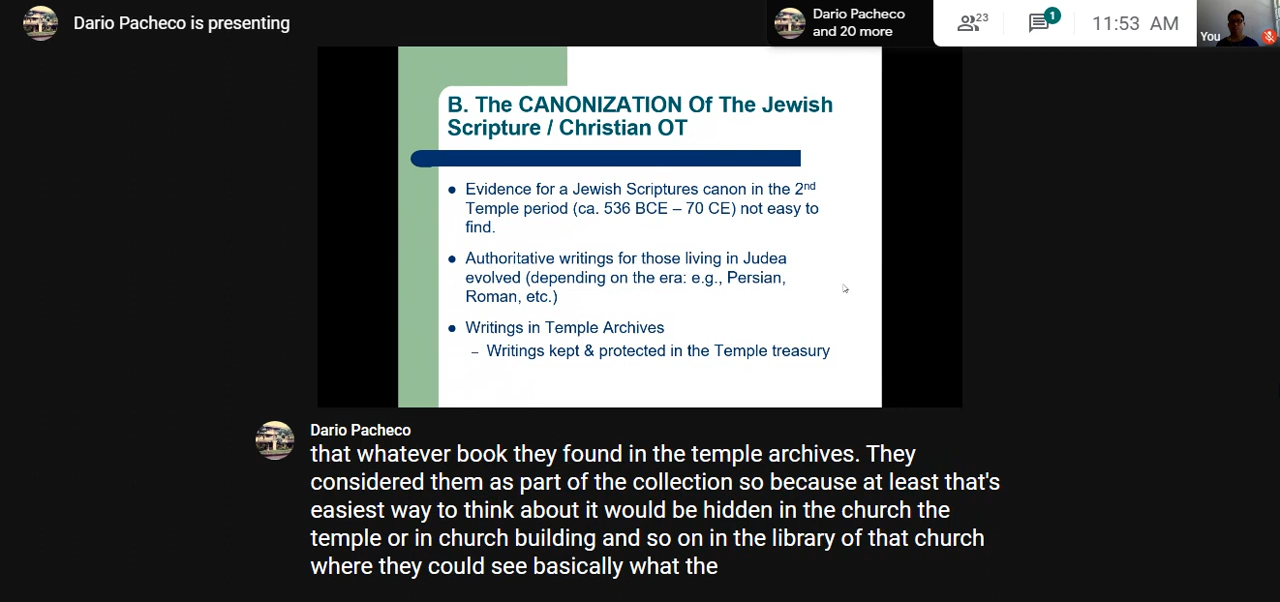 Dario Pacheco is presenting
Dario Pacheco
and 20 more
23
1
11:53 AM
You
B. The CANONIZATION Of The Jewish
Scripture / Christian OT
● Evidence for a Jewish Scriptures canon in the 2nd
Temple period (ca. 536 BCE – 70 CE) not easy to
find.
● Authoritative writings for those living in Judea
evolved (depending on the era: e.g., Persian,
Roman, etc.)
● Writings in Temple Archives
– Writings kept & protected in the Temple treasury
Dario Pacheco
that whatever book they found in the temple archives. They
considered them as part of the collection so because at least that's
easiest way to think about it would be hidden in the church the
temple or in church building and so on in the library of that church
where they could see basically what the